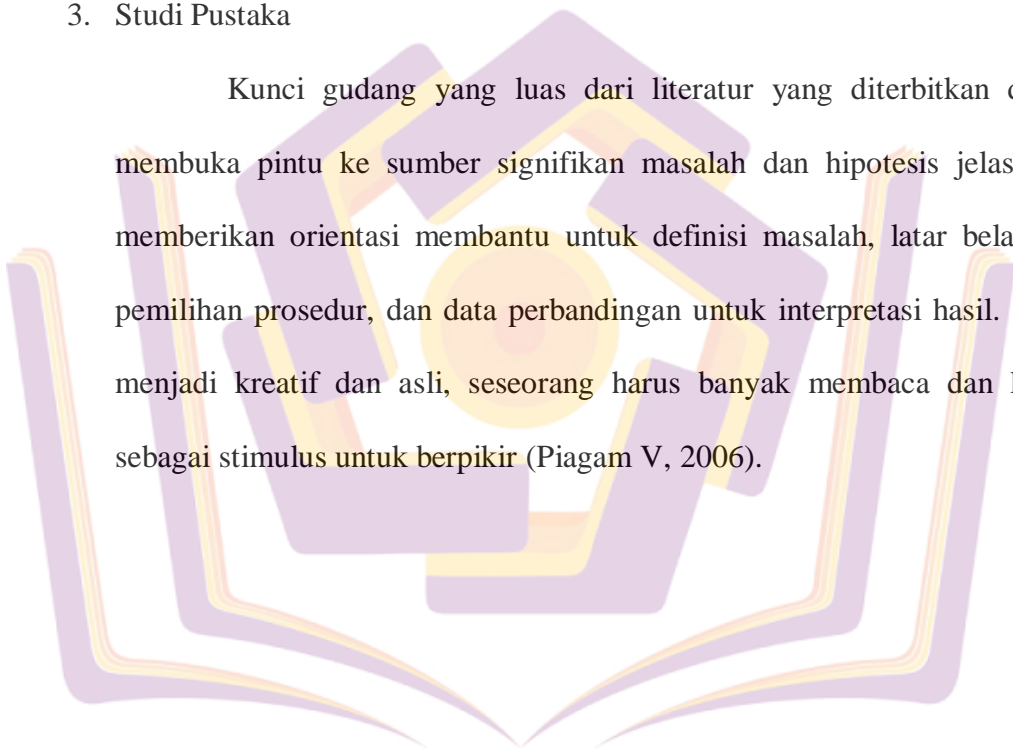 3. Studi Pustaka
Kunci gudang yang luas dari literatur yang diterbitkan
membuka pintu ke sumber signifikan masalah dan hipotesis jelas
memberikan orientasi membantu untuk definisi masalah, latar
pemilihan prosedur, dan data perbandingan untuk interpretasi hasil.
menjadi kreatif dan asli, seseorang harus banyak membaca dan
sebagai stimulus untuk berpikir (Piagam V, 2006).